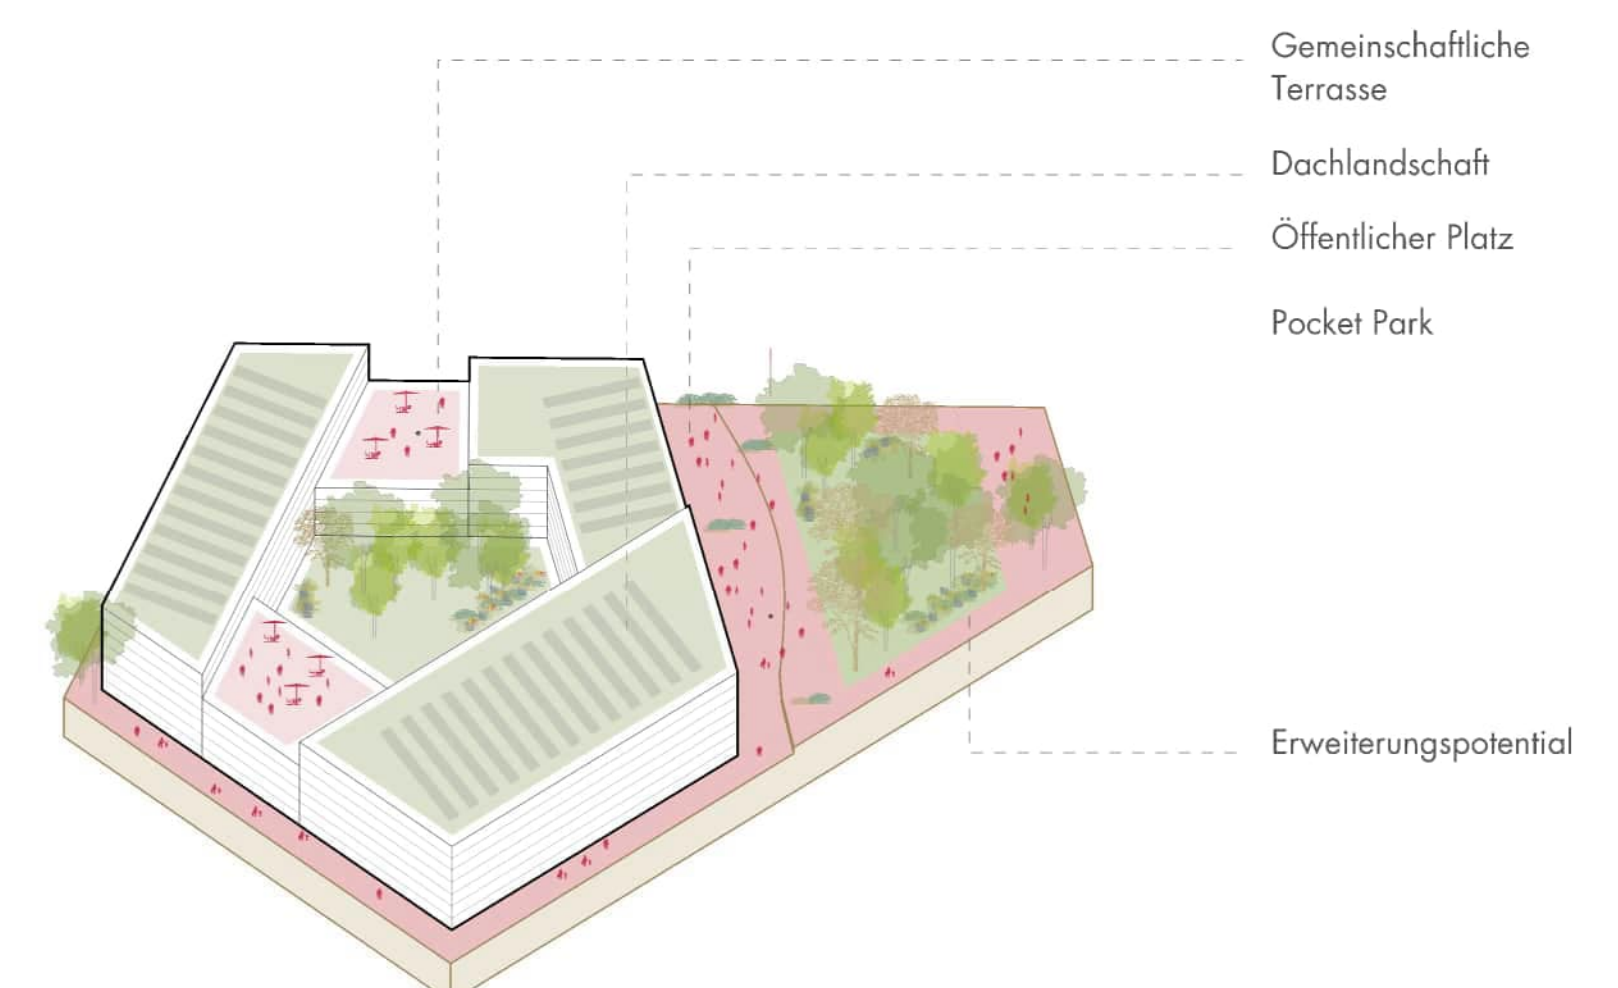 Gemeinschaftliche
Terrasse
Dachlandschaft
Öffentlicher Platz
Pocket Park
Erweiterungspotential